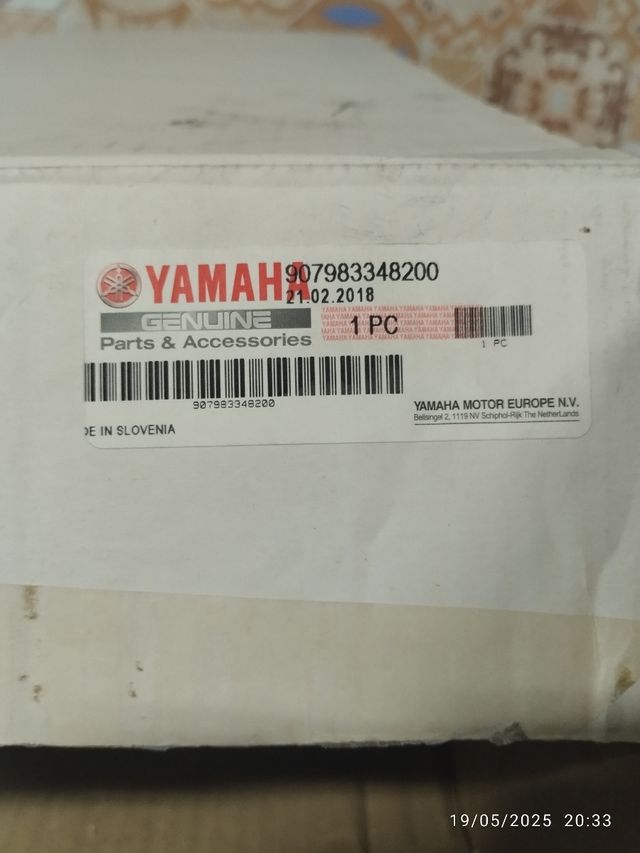 YAMAHA
907983348200
21.02.2018
GENUINE
1 PC
Parts & Accessories
1 PC
907983348200
YAMAHA MOTOR EUROPE N.V.
Bellsingel 2, 1119 NV Schiphol-Rijk The NetherLands
DE IN SLOVENIA
19/05/2025 20:33